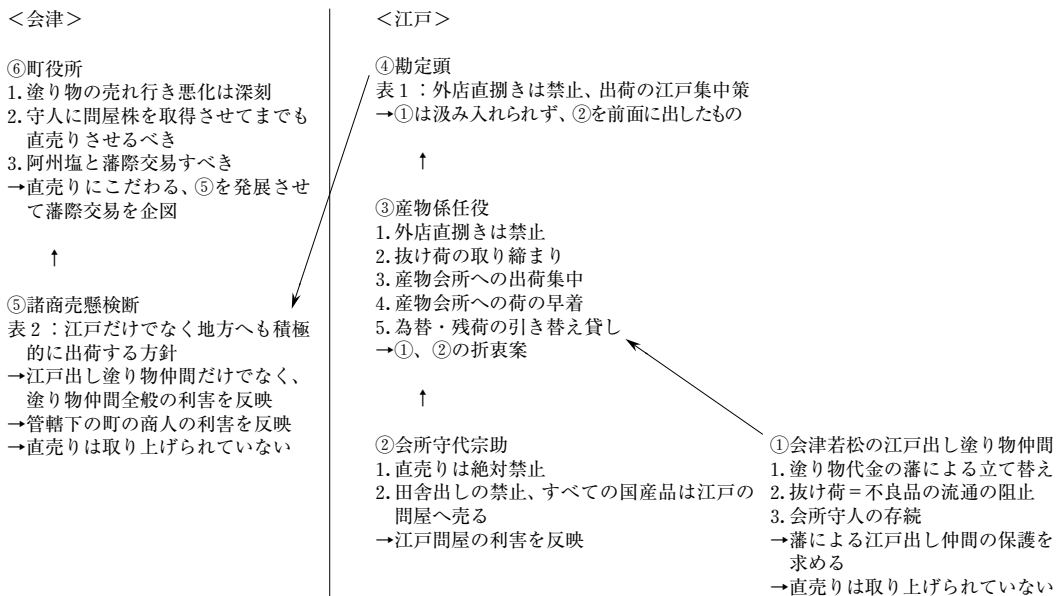 ＜会津＞
⑥町役所
1. 塗り物の売れ行き悪化は深刻
2. 守人に問屋株を取得させてまでも
直売りさせるべき
3. 阿州塩と藩際交易すべき
→直売りにこだわる、⑤を発展させ
て藩際交易を企図
↑
⑤諸商売懸検断
表2：江戸だけでなく地方へも積極
的に出荷する方針
→江戸出し塗り物仲間だけでなく、
塗り物仲間全般の利害を反映
→管轄下の町の商人の利害を反映
→直売りは取り上げられていない
＜江戸＞
④勘定頭
表1：外店直捌きは禁止、出荷の江戸集中策
→①は汲み入れられず、②を前面に出したもの
↑
③産物係任役
1. 外店直捌きは禁止
2. 抜け荷の取り締まり
3. 産物会所への出荷集中
4. 産物会所への荷の早着
5. 為替・残荷の引き替え貸し
→①、②の折衷案
↑
②会所守代宗助
1. 直売りは絶対禁止
2. 田舎出しの禁止、すべての国産品は江戸の
問屋へ売る
→江戸問屋の利害を反映
①会津若松の江戸出し塗り物仲間
1. 塗り物代金の藩による立て替え
2. 抜け荷＝不良品の流通の阻止
3. 会所守人の存続
→藩による江戸出し仲間の保護を
求める
→直売りは取り上げられていない